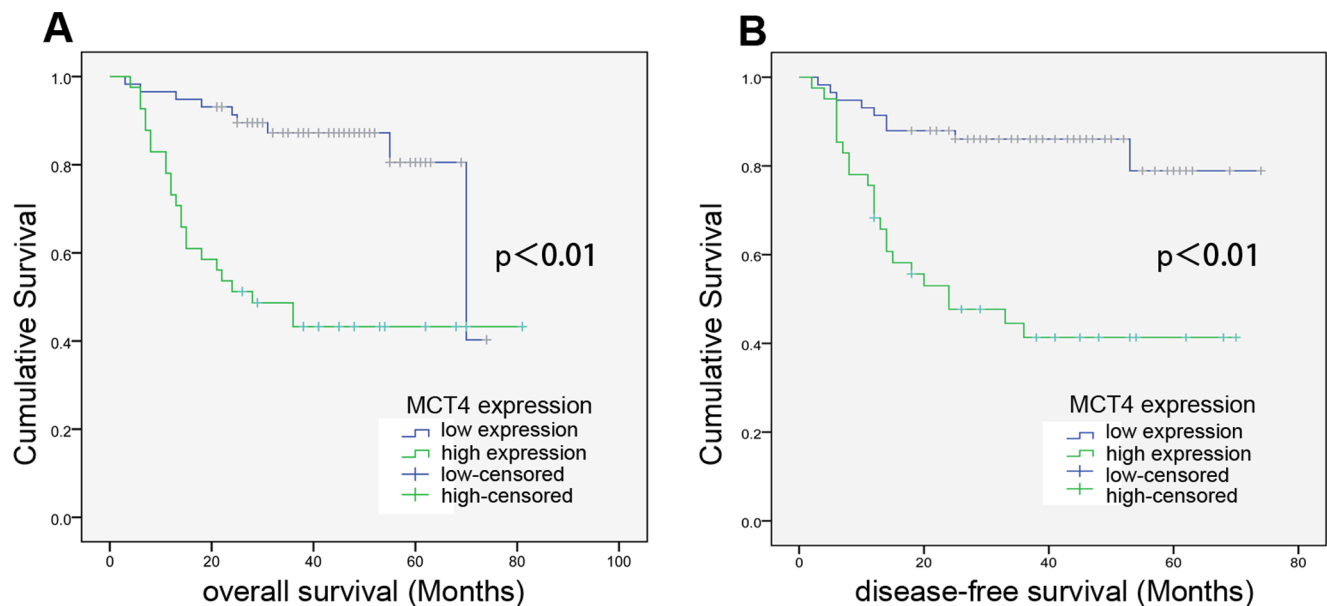 A
Cumulative Survival
1.0
0.8
0.6
0.4
0.2
0.0
p<0.01
MCT4 expression
low expression
high expression
low-censored
high-censored
0 20 40 60 80 100
overall survival (Months)
B
Cumulative Survival
1.0
0.8
0.6
0.4
0.2
0.0
p<0.01
MCT4 expression
low expression
high expression
low-censored
high-censored
0 20 40 60 80
disease-free survival (Months)